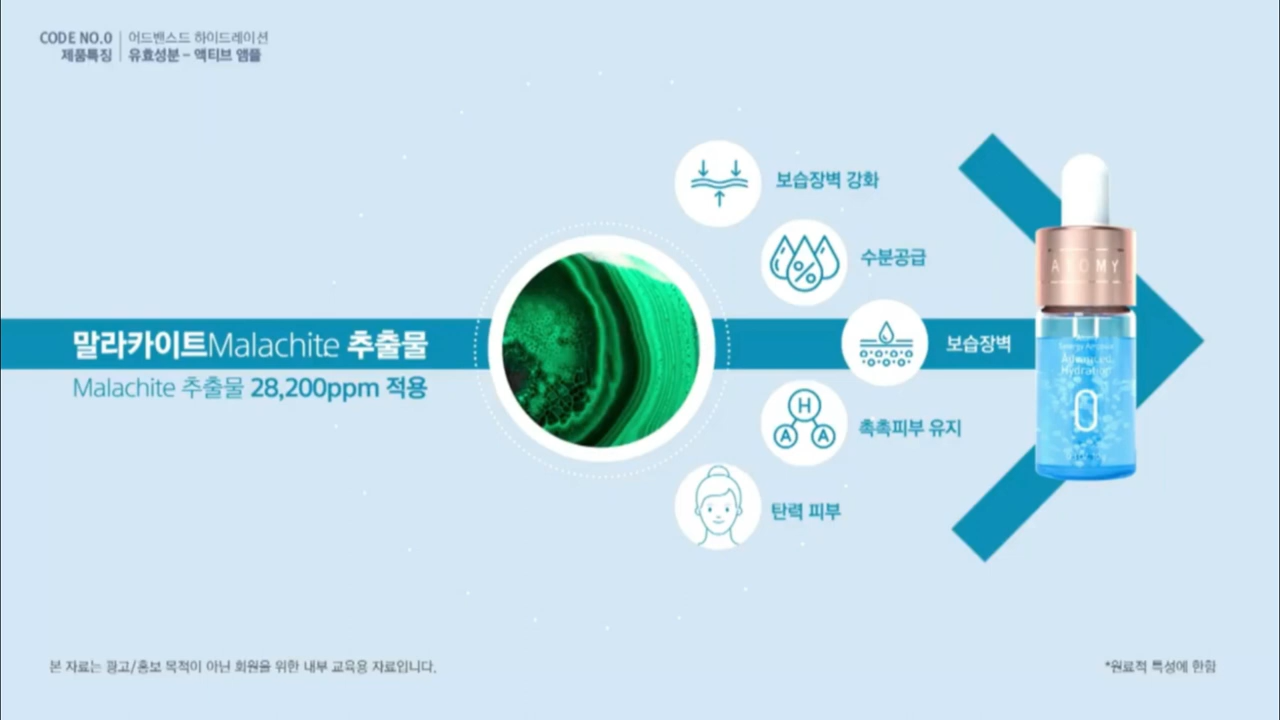 CODE NO.0 어드밴스드 하이드레이션
제품특징 유효성분 - 액티브 앰플
보습장벽 강화
수분공급
말라카이트Malachite 추출물
보습장벽
Malachite 추출물 28,200ppm 적용
H
A A
촉촉피부 유지
탄력 피부
ATOMY
Energy Ampoule
Advanced
Hydration
0
본 자료는 광고/홍보 목적이 아닌 회원을 위한 내부 교육용 자료입니다.
*원료적 특성에 한함